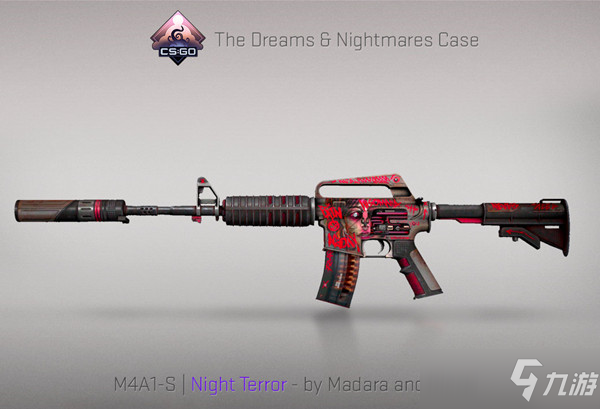 CS:GO
The Dreams & Nightmares Case
M4A1-S | Night Terror - by Madara and
九游